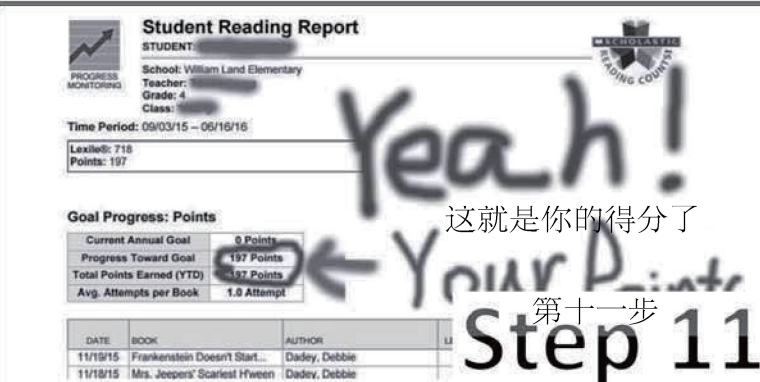 Student Reading Report
STUDENT:
SCHOLASTIC
READING COUNTS!
PROGRESS
MONITORING
School: William Land Elementary
Teacher:
Grade: 4
Class:
Time Period: 09/03/15 – 06/16/16
Lexile®: 718
Points: 197
Yeah!
这就是你的得分了
Goal Progress: Points
Current Annual Goal 0 Points
Progress Toward Goal 197 Points
Your Points
Total Points Earned (YTD) 197 Points
Avg. Attempts per Book 1.0 Attempt
第十一步
Step 11
DATE BOOK AUTHOR
11/19/15 Frankenstein Doesn't Start... Dadey, Debbie
11/18/15 Mrs. Jeepers' Scariest H'ween Dadey, Debbie